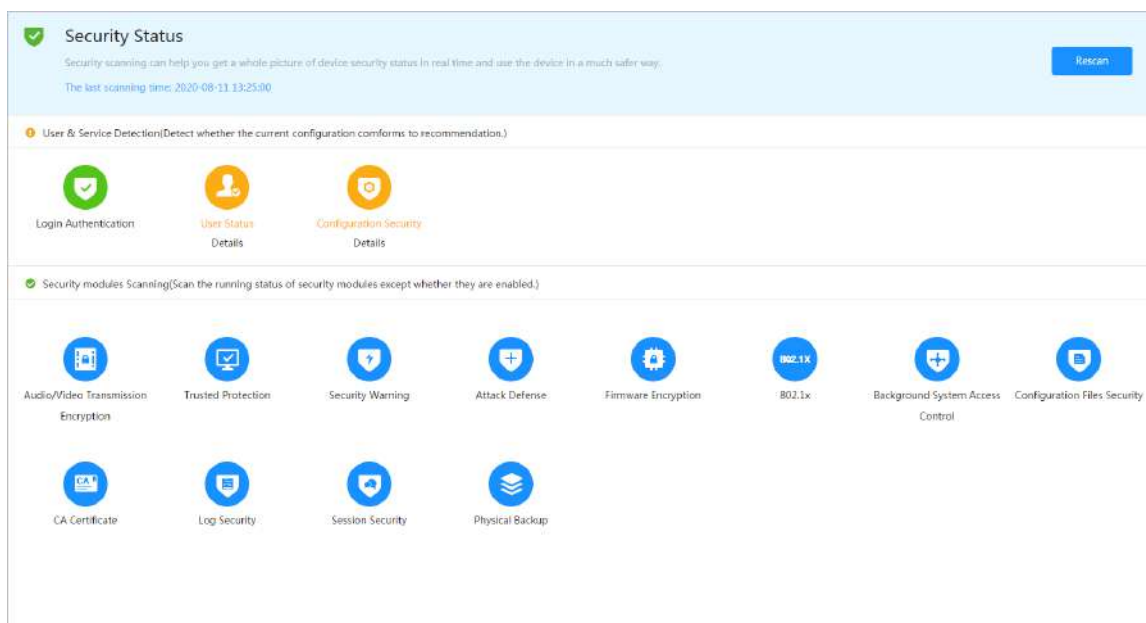 Security Status
Security scanning can help you get a whole picture of device security status in real time and use the device in a much safer way.
Rescan
The last scanning time: 2020-08-11 13:25:00
User & Service Detection(Detect whether the current configuration comforms to recommendation.)
Login Authentication
User Status
Configuration Security
Details
Details
Security modules Scanning(Scan the running status of security modules except whether they are enabled.)
802.1X
Audio/Video Transmission
Encryption
Trusted Protection
Security Warning
Attack Defense
Firmware Encryption
802.1x
Background System Access
Control
Configuration Files Security
CA
CA Certificate
Log Security
Session Security
Physical Backup